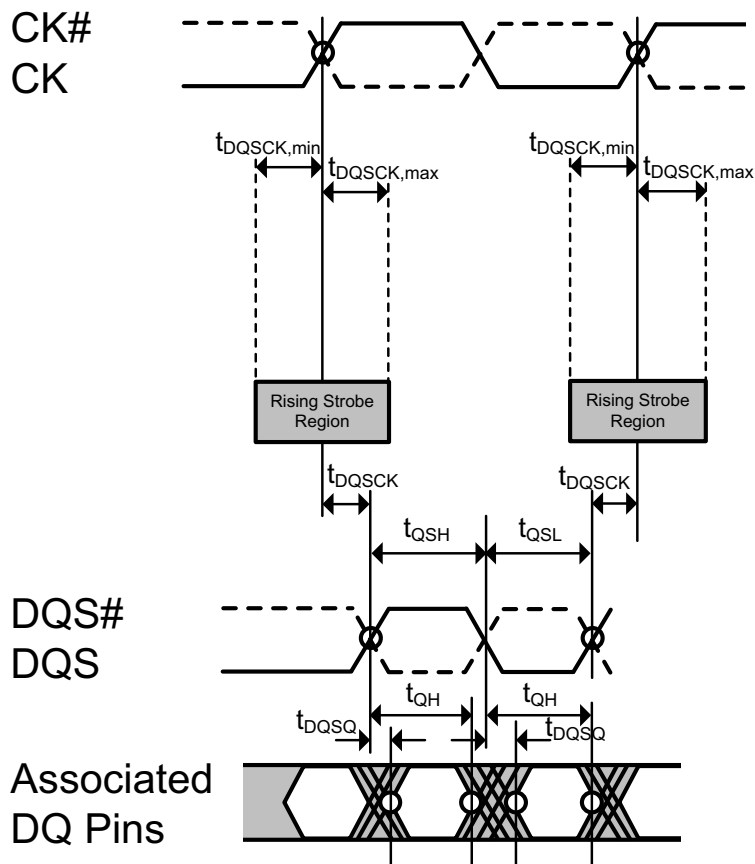 CK#
CK
tDQSCK,min
tDQSCK,max
tDQSCK,min
tDQSCK,max
Rising Strobe
Region
Rising Strobe
Region
tDQSCK
tDQSCK
tQSH
tQSL
DQS#
DQS
tQH
tQH
tDQSQ
tDQSQ
Associated
DQ Pins